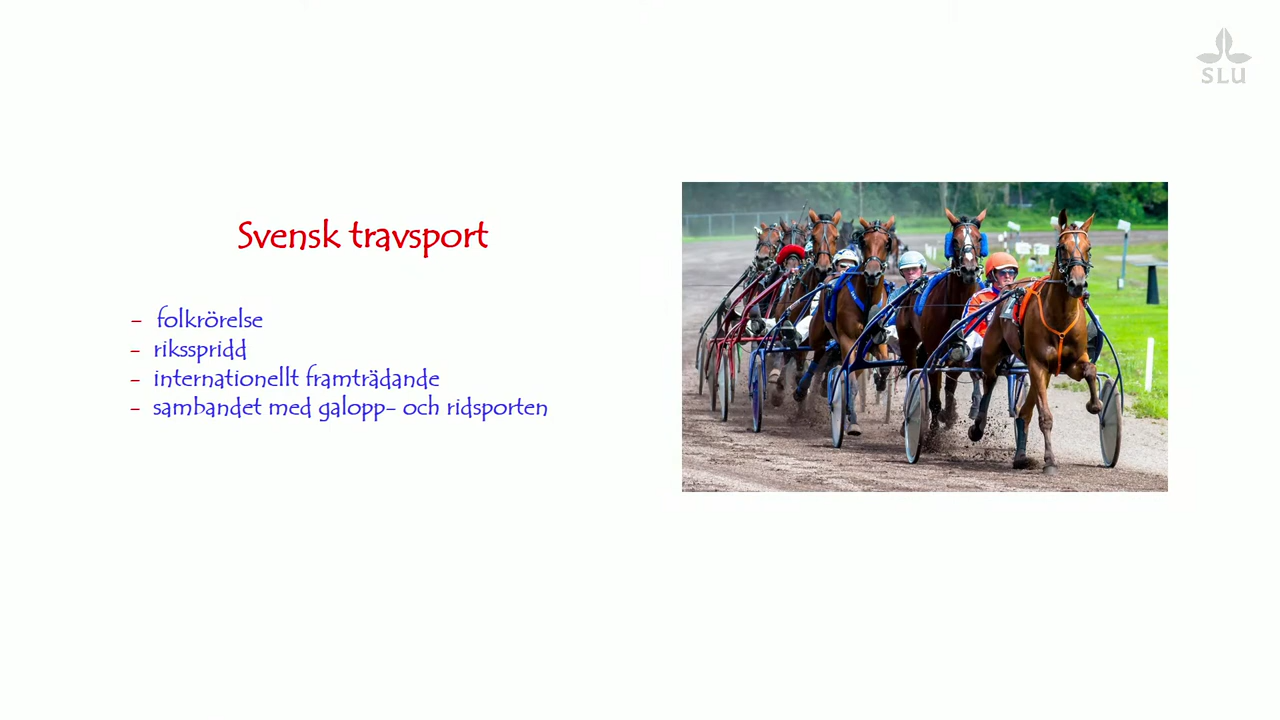 SLU
Svensk travsport
- folkrörelse
- riksspridd
- internationellt framträdande
- sambandet med galopp- och ridsporten